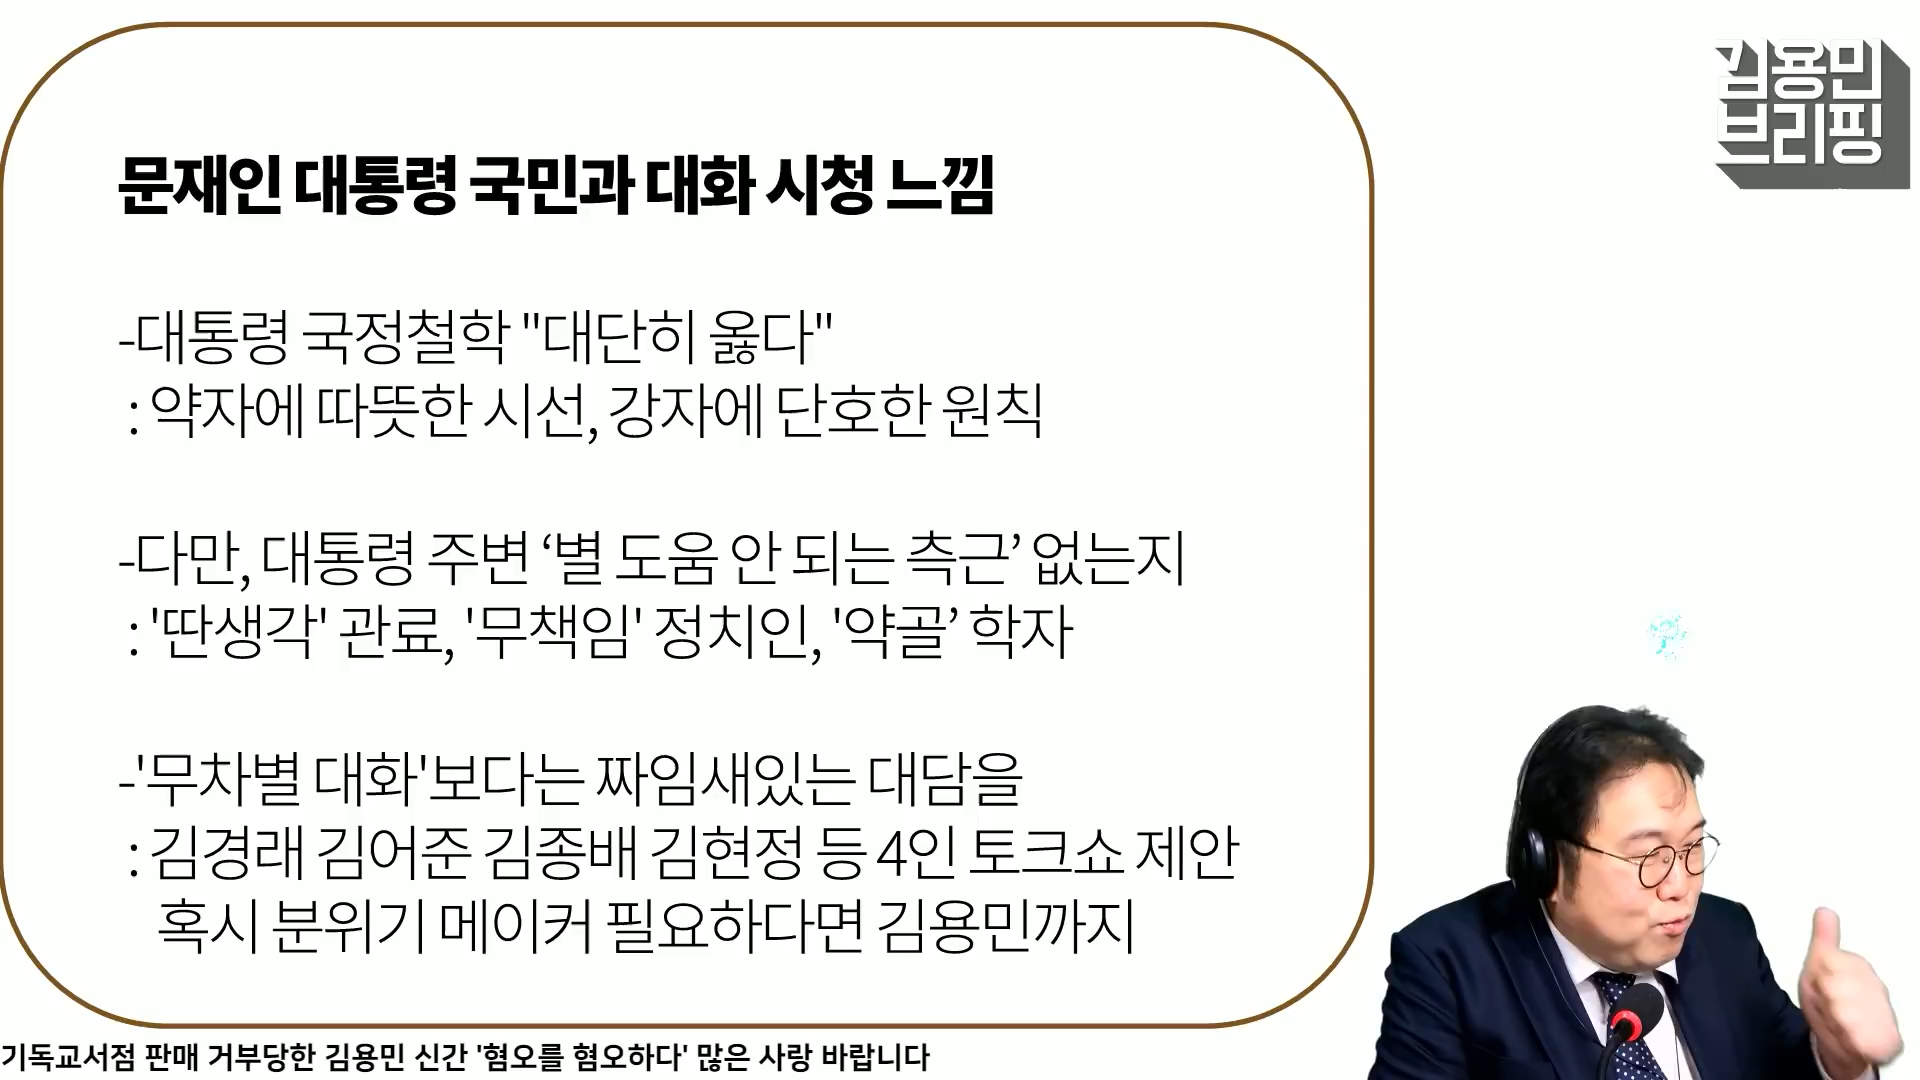 김용민
브리핑
문재인 대통령 국민과 대화 시청 느낌
-대통령 국정철학 "대단히 옳다"
: 약자에 따뜻한 시선, 강자에 단호한 원칙
-다만, 대통령 주변 ‘별 도움 안 되는 측근’ 없는지
: '딴생각' 관료, '무책임' 정치인, '약골’ 학자
-'무차별 대화'보다는 짜임새있는 대담을
: 김경래 김어준 김종배 김현정 등 4인 토크쇼 제안
혹시 분위기 메이커 필요하다면 김용민까지
기독교서점 판매 거부당한 김용민 신간 '혐오를 혐오하다' 많은 사랑 바랍니다